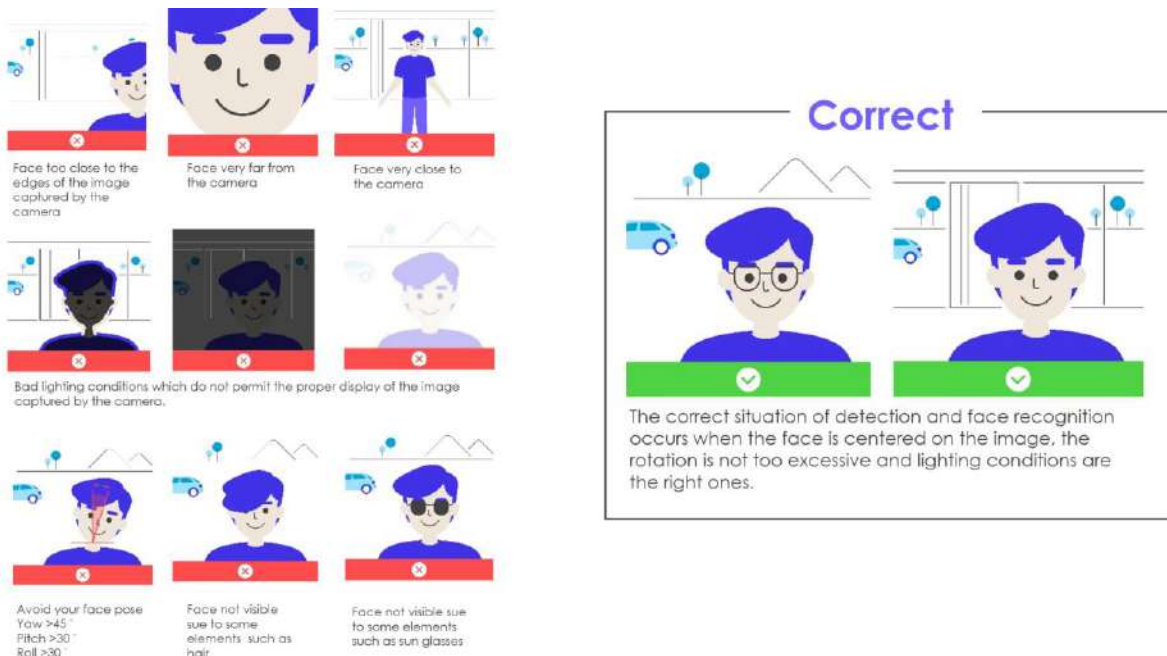 Face too close to the
edges of the image
captured by the
camera
Face very far from
the camera
Face very close to
the camera
Bad lighting conditions which do not permit the proper display of the image
captured by the camera.
Avoid your face pose
Yaw >45°
Pitch >30°
Roll >30°
Face not visible
sue to some
elements such as
hair
Face not visible sue
to some elements
such as sun glasses
Correct
The correct situation of detection and face recognition
occurs when the face is centered on the image, the
rotation is not too excessive and lighting conditions are
the right ones.